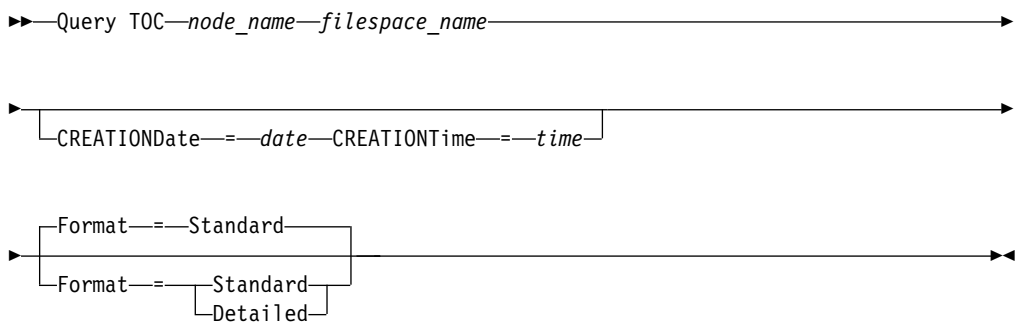 Query TOC node_name filespace_name
CREATIONDate = date CREATIONTime = time
Format = Standard
Format = Standard
Detailed